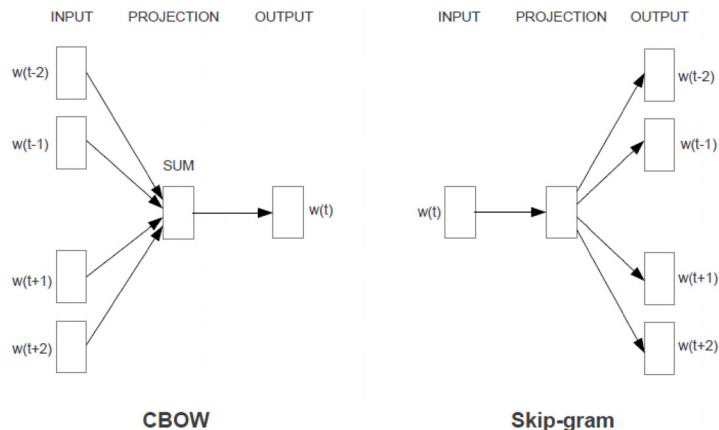 INPUT PROJECTION OUTPUT
w(t-2)
w(t-1)
SUM
w(t)
w(t+1)
w(t+2)
CBOW
INPUT PROJECTION OUTPUT
w(t-2)
w(t-1)
w(t)
w(t+1)
w(t+2)
Skip-gram